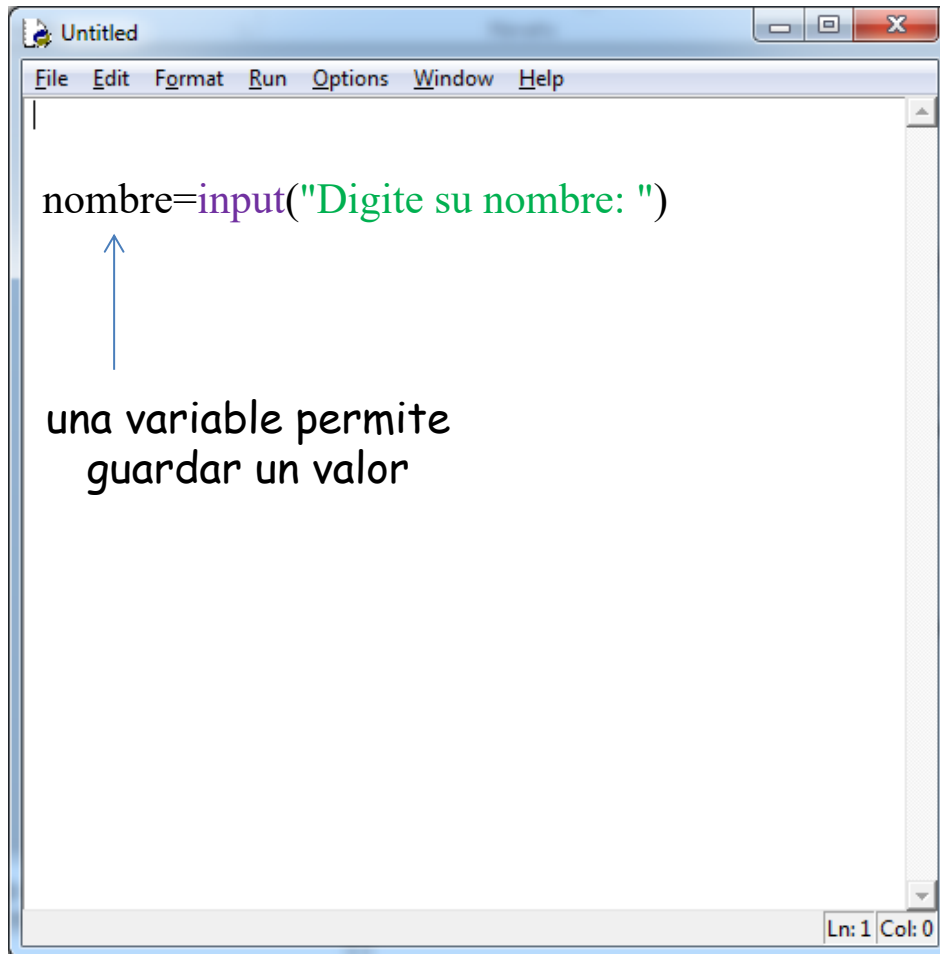 Untitled
File Edit Format Run Options Window Help
nombre=input("Digite su nombre: ")
una variable permite
guardar un valor
Ln: 1 Col: 0